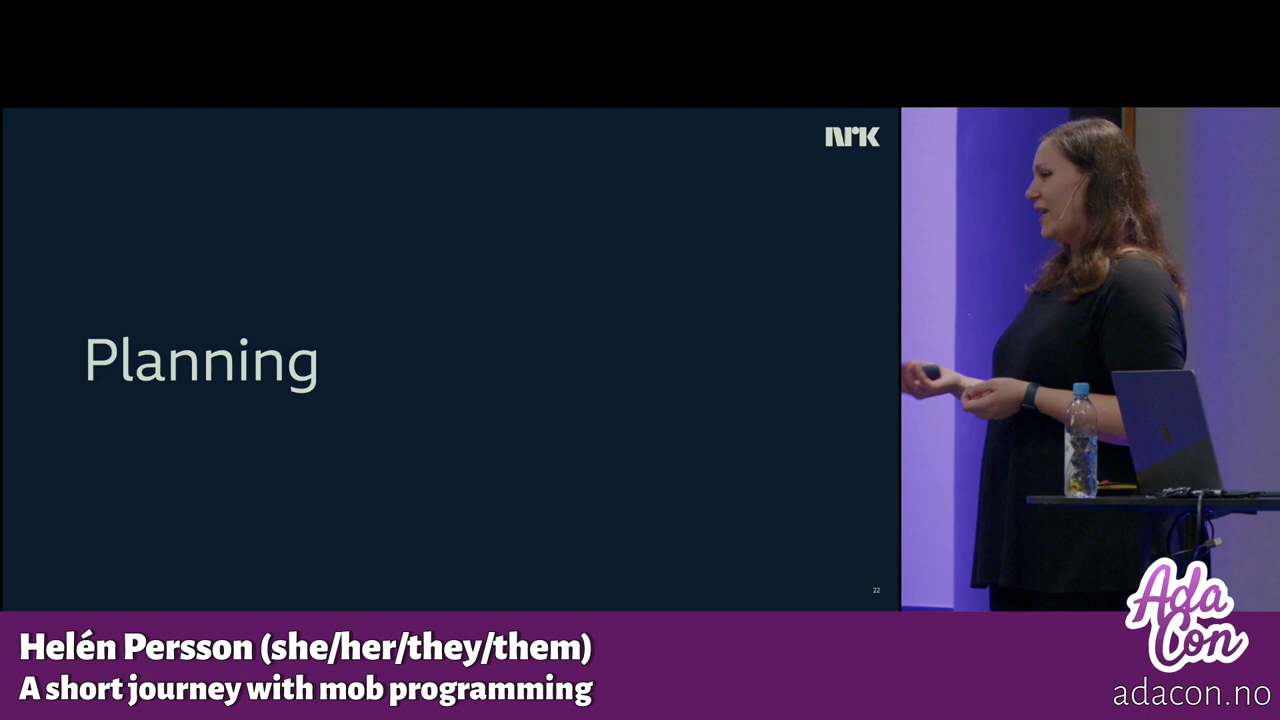 NRK
Planning
22
Helén Persson (she/her/they/them)
A short journey with mob programming
Ada
Con
adacon.no